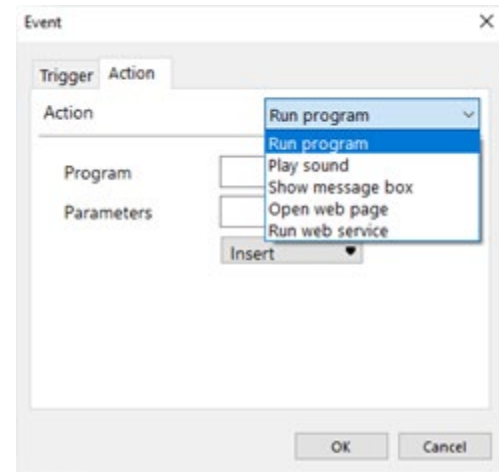 Event
Trigger Action
Action Run program
Run program
Play sound
Program
Show message box
Parameters
Open web page
Run web service
Insert
OK Cancel